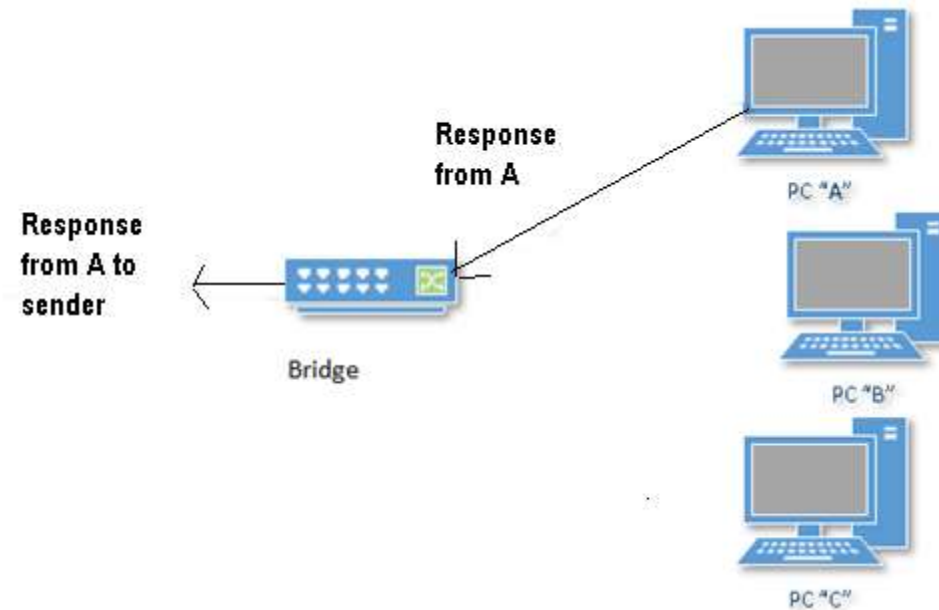 Response
from A
PC "A"
Response
from A to
sender
Bridge
PC "B"
PC "C"